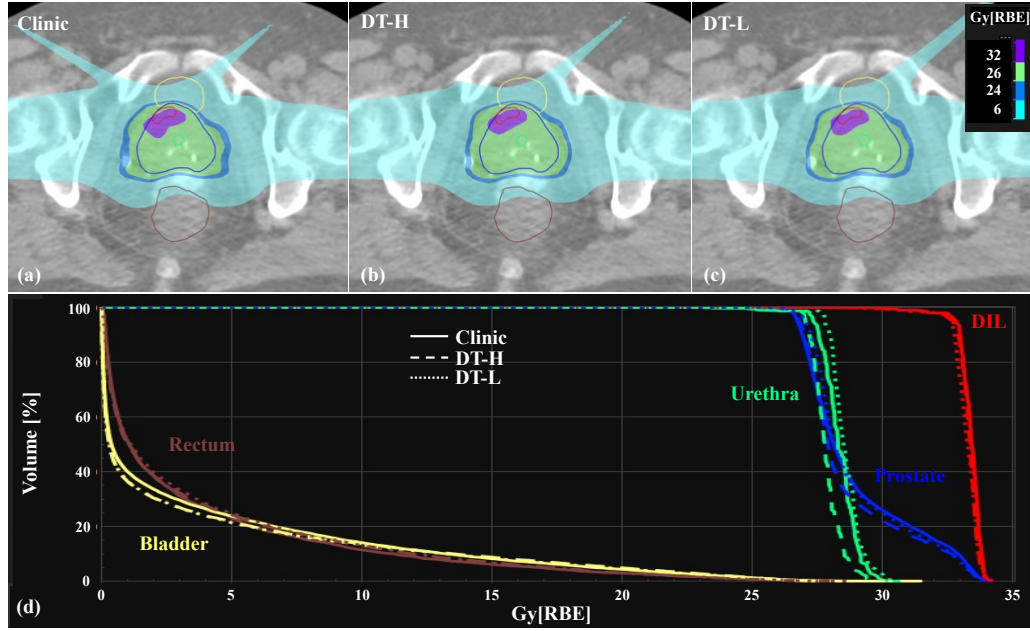 Clinic
DT-H
DT-L
Gy[RBE]
32
26
24
6
(a)
(b)
(c)
100
80
60
40
20
0
Volume [%]
Clinic
DT-H
DT-L
DIL
Urethra
Rectum
Prostate
Bladder
(d)
0
5
10
15
20
25
30
35
Gy[RBE]